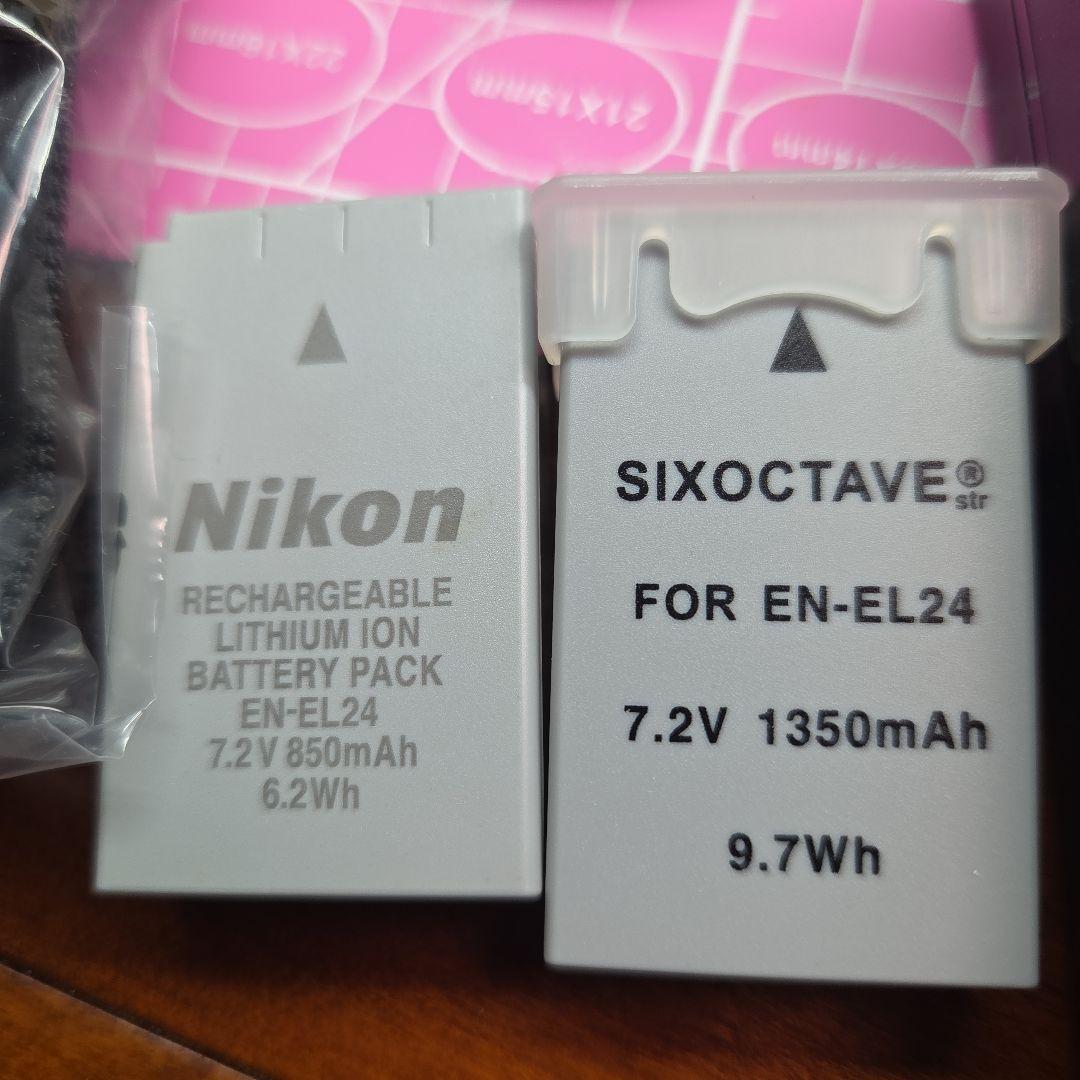 22X18mm
21X13mm
Nikon
RECHARGEABLE
LITHIUM ION
BATTERY PACK
EN-EL24
7.2V 850mAh
6.2Wh
SIXOCTAVE®
str
FOR EN-EL24
7.2V 1350mAh
9.7Wh